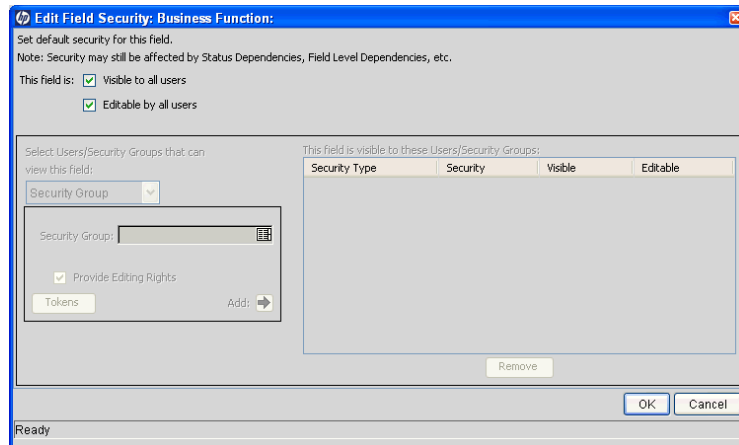 hp Edit Field Security: Business Function:
Set default security for this field.
Note: Security may still be affected by Status Dependencies, Field Level Dependencies, etc.
This field is: Visible to all users
Editable by all users
Select Users/Security Groups that can
view this field:
Security Group
Security Group:
Provide Editing Rights
Tokens Add:
This field is visible to these Users/Security Groups:
Security Type Security Visible Editable
Remove
OK Cancel
Ready